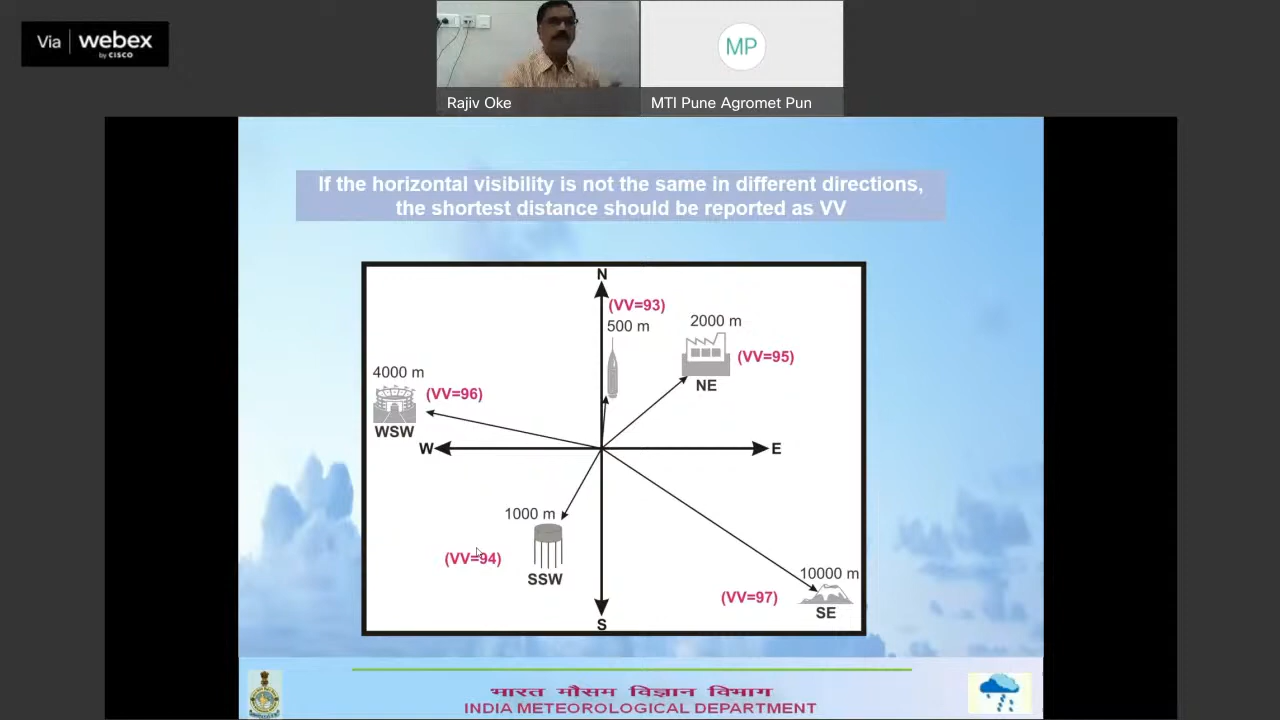 Via webex
by CISCO
MP
Rajiv Oke
MTI Pune Agromet Pun
If the horizontal visibility is not the same in different directions,
the shortest distance should be reported as VV
N
(VV=93)
500 m
2000 m
(VV=95)
NE
4000 m
(VV=96)
WSW
W
E
1000 m
(VV=94)
SSW
10000 m
(VV=97)
SE
S
भारत मौसम विज्ञान विभाग
INDIA METEOROLOGICAL DEPARTMENT